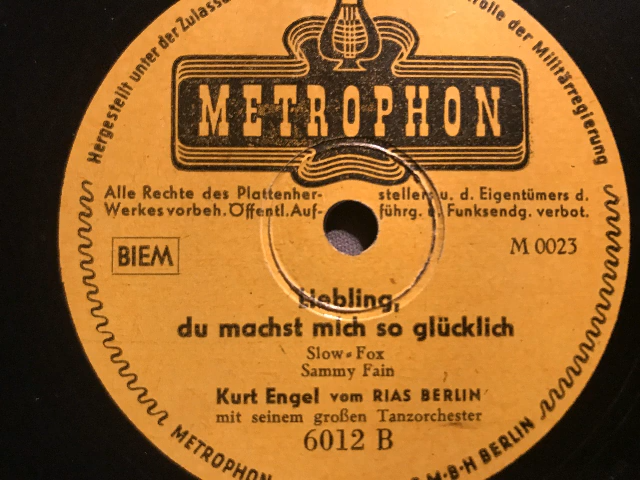 Hergestellt unter der Zulass
rolle der Militärregierung
METROPHON
Alle Rechte des Plattenher- stellers u. d. Eigentümers d.
Werkes vorbeh. Öffentl. Auf- führg. u. Funksendg. verbot.
BIEM
M 0023
Liebling,
du machst mich so glücklich
Slow-Fox
Sammy Fain
Kurt Engel vom RIAS BERLIN
mit seinem großen Tanzorchester
6012 B
METROPHON
M·B·H BERLIN